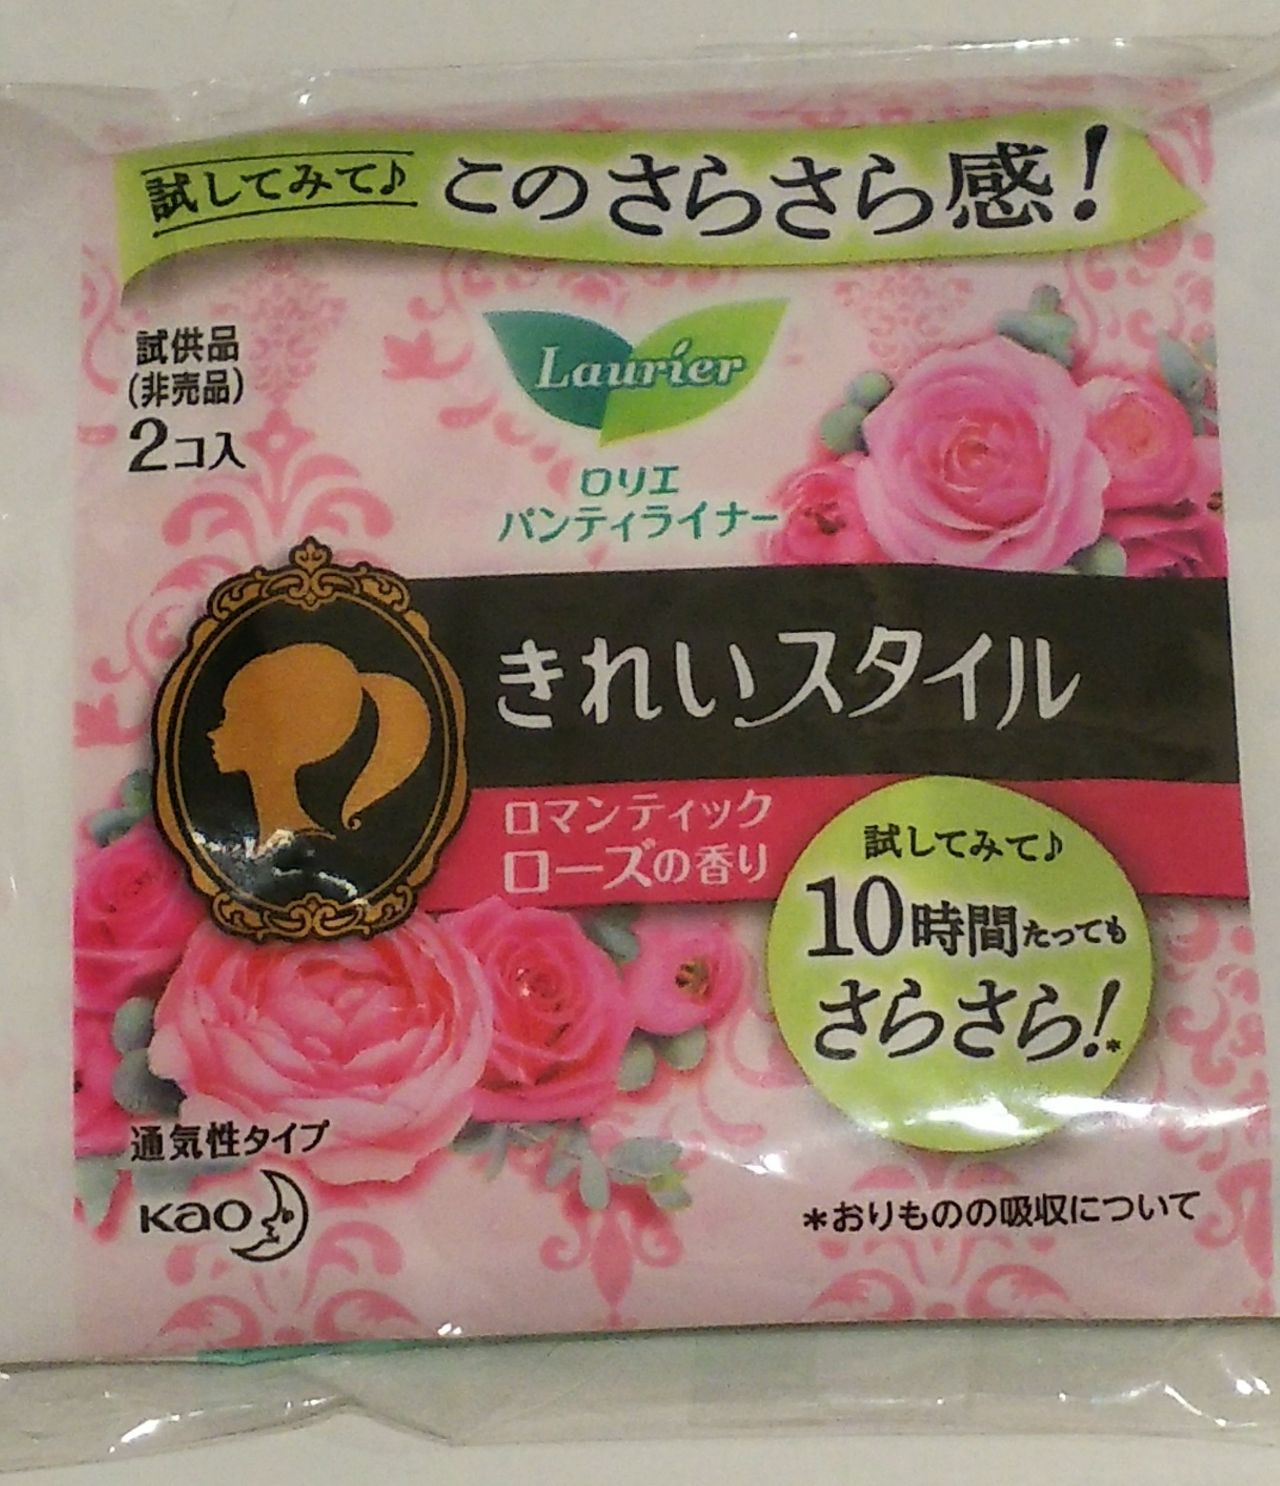 試してみて♪ このさらさら感!
試供品
(非売品)
2コ入
Laurier
ロリエ
パンティライナー
きれいスタイル
ロマンティック
ローズの香り
試してみて♪
10時間たっても
さらさら!*
通気性タイプ
Kao
*おりものの吸収について